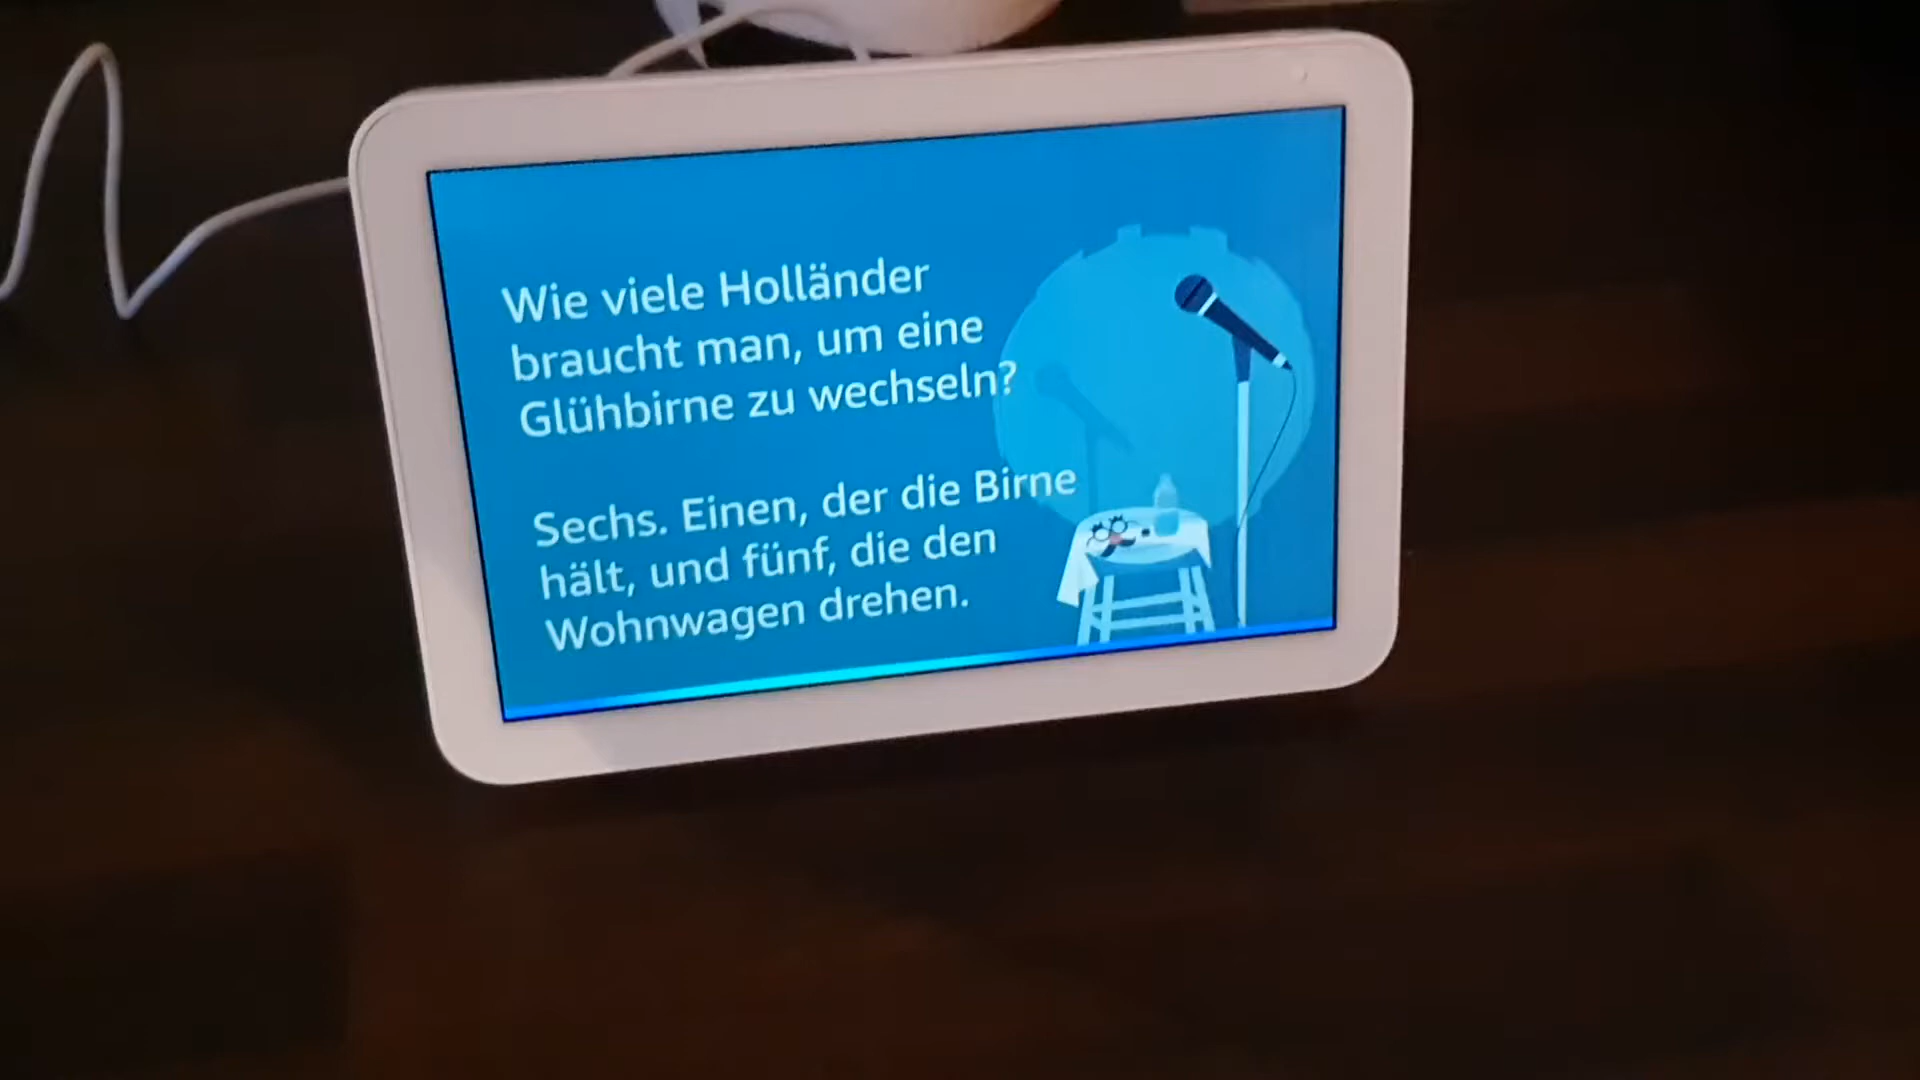 Wie viele Holländer
braucht man, um eine
Glühbirne zu wechseln?
Sechs. Einen, der die Birne
hält, und fünf, die den
Wohnwagen drehen.